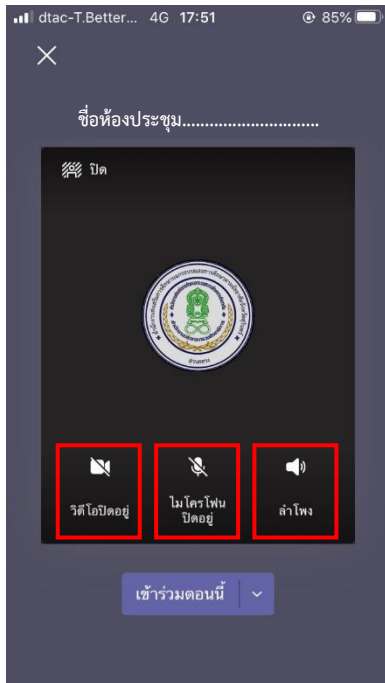 dtac-T.Better... 4G 17:51 85%
ชื่อห้องประชุม..............................
ปิด
วิดีโอปิดอยู่
ไมโครโฟน
ปิดอยู่
ลำโพง
เข้าร่วมตอนนี้